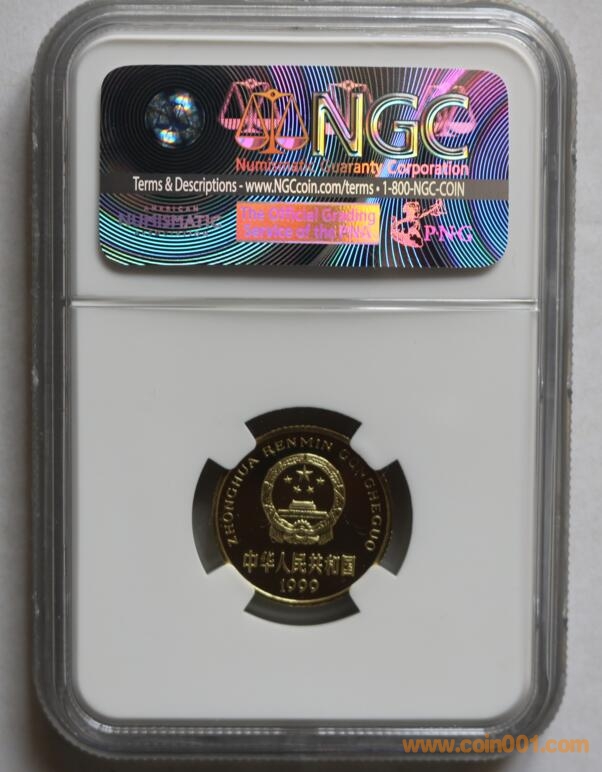 NGC
Numismatic Guaranty Corporation
Terms & Descriptions - www.NGCcoin.com/terms • 1-800-NGC-COIN
AMERICAN
NUMISMATIC
The Official Grading
Service of the PNA
PNG
ZHONGHUA RENMIN GONGHEGUO
中华人民共和国
1999
www.coin001.com